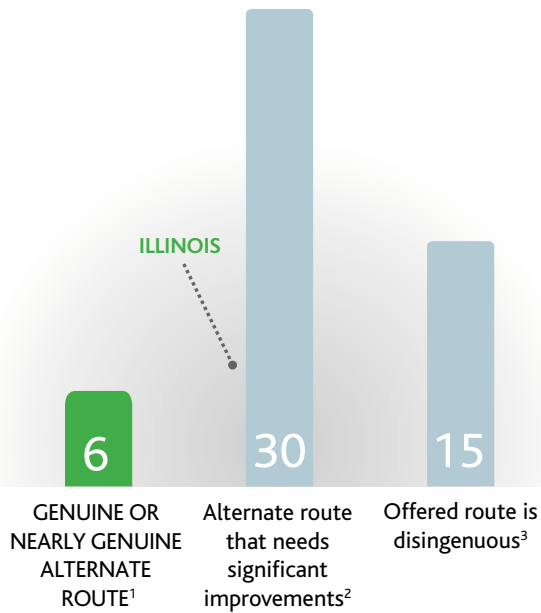 ILLINOIS
6
30
15
GENUINE OR
NEARLY GENUINE
ALTERNATE
ROUTE¹
Alternate route
that needs
significant
improvements²
Offered route is
disingenuous³